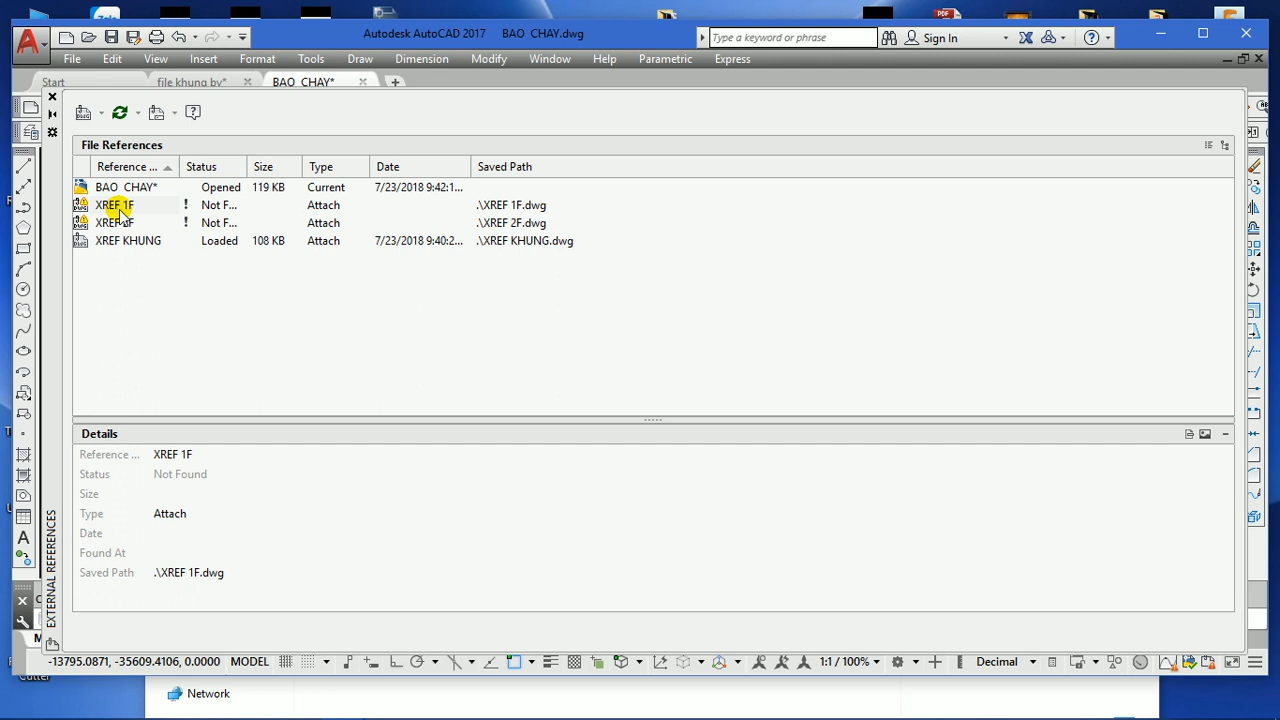 Autodesk AutoCAD 2017 BAO CHAY.dwg
Type a keyword or phrase
Sign In
File Edit View Insert Format Tools Draw Dimension Modify Window Help Parametric Express
Start file khung by* BAO CHAY*
File References
Reference ... Status Size Type Date Saved Path
BAO CHAY* Opened 119 KB Current 7/23/2018 9:42:1...
XREF 1F ! Not F... Attach .\XREF 1F.dwg
! Not F... Attach .\XREF 2F.dwg
XREF KHUNG Loaded 108 KB Attach 7/23/2018 9:40:2... .\XREF KHUNG.dwg
Details
Reference ... XREF 1F
Status Not Found
Size
Type Attach
Date
Found At
Saved Path .\XREF 1F.dwg
EXTERNAL REFERENCES
-13795.0871, -35609.4106, 0.0000 MODEL 1:1 / 100% Decimal
Network